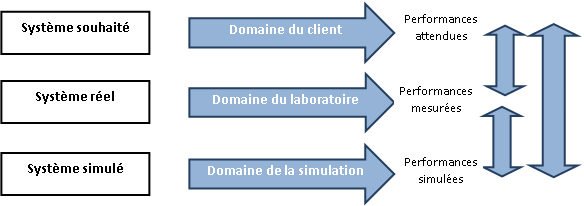 Système souhaité
Domaine du client
Performances
attendues
Système réel
Domaine du laboratoire
Performances
mesurées
Système simulé
Domaine de la simulation
Performances
simulées